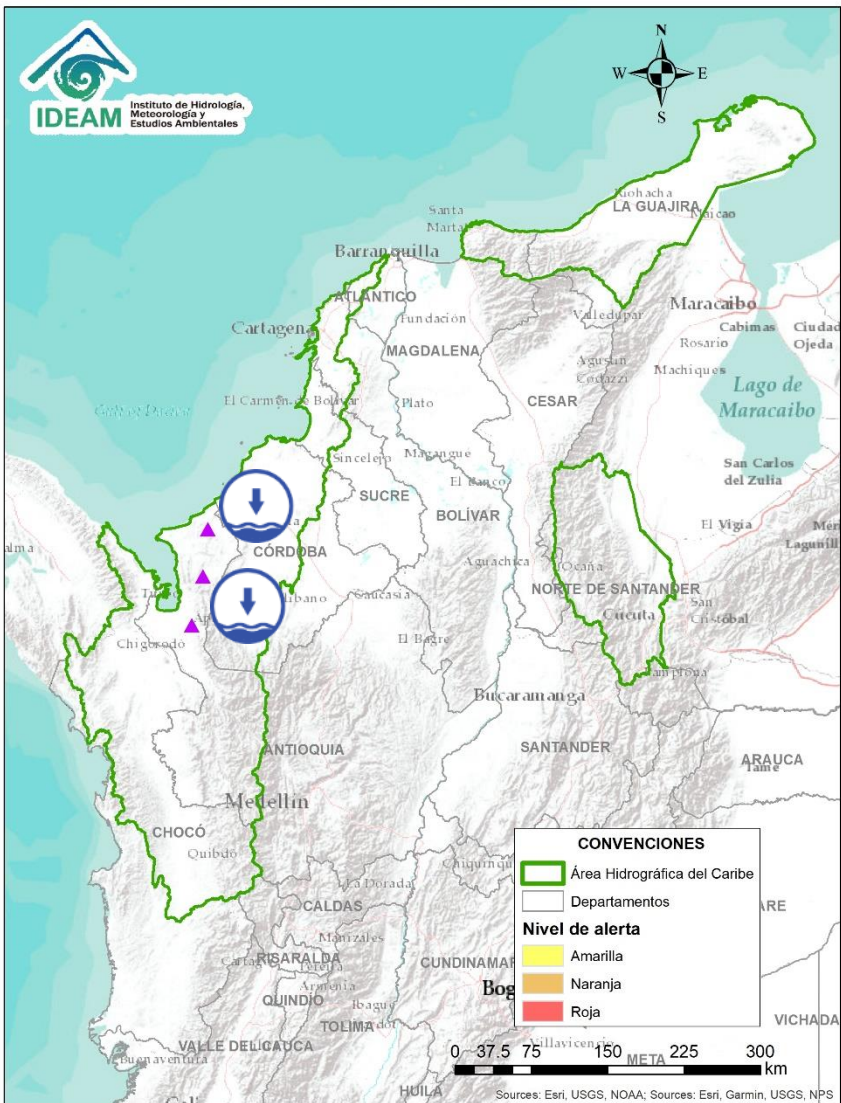 N
W
E
S
IDEAM
Instituto de Hidrología,
Meteorología y
Estudios Ambientales
Riohacha
LA GUAJIRA
Maicao
Santa
Marta
Barranquilla
ATLÁNTICO
Maracaibo
Fundación
Valledupar
Cabimas
Ciudad
Ojeda
Cartagena
MAGDALENA
Rosario
Agustín
Codazzi
Machiques
El Carmen de Bolívar
Plato
CESAR
Lago de
Maracaibo
Sincelejo
Magangue
San Carlos
del Zulia
El Banco
SUCRE
BOLÍVAR
El Vigía
CÓRDOBA
Aguachica
Ocaña
NORTE DE SANTANDER
Caucasia
San
Cristóbal
Cucuta
Chigorodo
El Bagre
Bucaramanga
ANTIOQUIA
SANTANDER
ARAUCA
Tame
Medellín
CHOCÓ
Quibdó
La Dorada
CALDAS
Manizales
RISARALDA
Pereira
Armenia
QUINDÍO
Ibague
TOLIMA
VALLE DEL CAUCA
Buenaventura
Villavicencio
META
VICHADA
HUILA
CONVENCIONES
Área Hidrográfica del Caribe
Departamentos
Nivel de alerta
Amarilla
Naranja
Roja
0 37.5 75 150 225 300
km
Sources: Esri, USGS, NOAA; Sources: Esri, Garmin, USGS, NPS